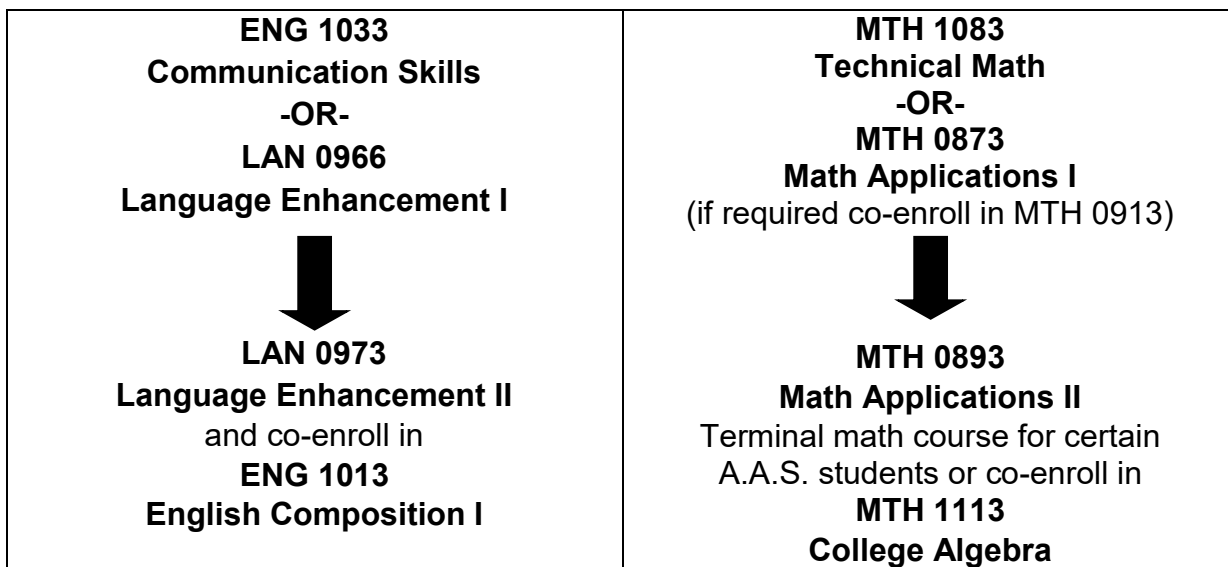 ENG 1033
Communication Skills
-OR-
LAN 0966
Language Enhancement I
LAN 0973
Language Enhancement II
and co-enroll in
ENG 1013
English Composition I
MTH 1083
Technical Math
-OR-
MTH 0873
Math Applications I
(if required co-enroll in MTH 0913)
MTH 0893
Math Applications II
Terminal math course for certain
A.A.S. students or co-enroll in
MTH 1113
College Algebra